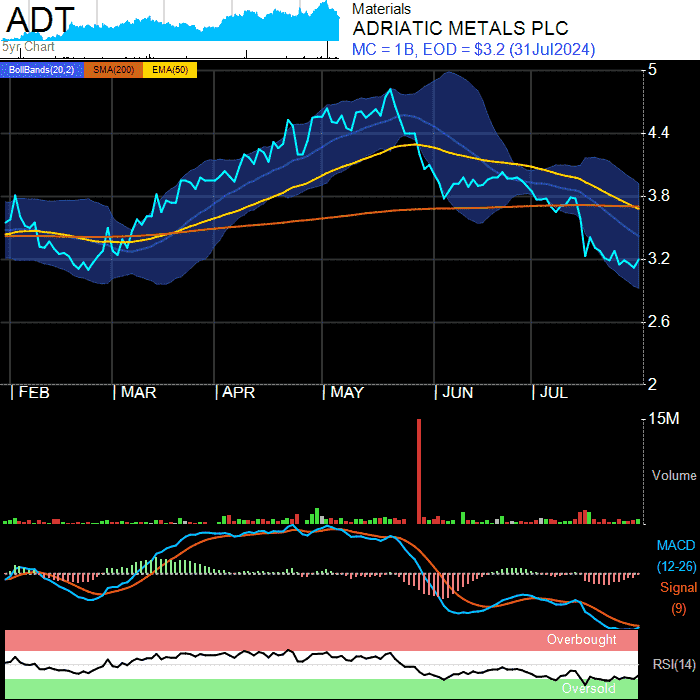 ADT
5yr Chart
Materials
ADRIATIC METALS PLC
MC = 1B, EOD = $3.2 (31Jul2024)
BollBands(20,2) SMA(200) EMA(50)
5
4.4
3.8
3.2
2.6
2
| FEB | MAR | APR | MAY | JUN | JUL
15M
Volume
MACD
(12-26)
Signal
(9)
Overbought
RSI(14)
Oversold